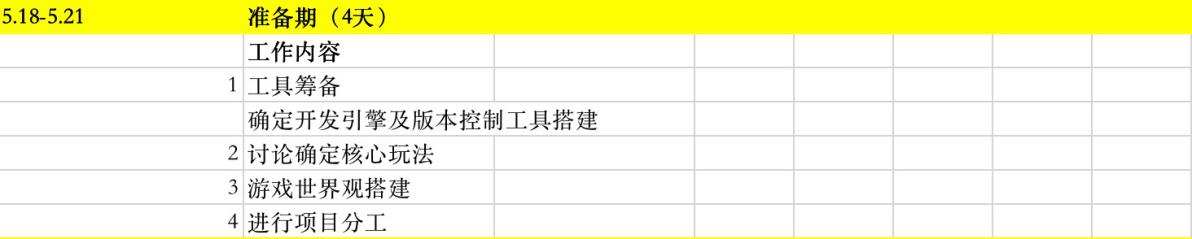 5.18-5.21 准备期（4天）
工作内容
1 工具筹备
确定开发引擎及版本控制工具搭建
2 讨论确定核心玩法
3 游戏世界观搭建
4 进行项目分工